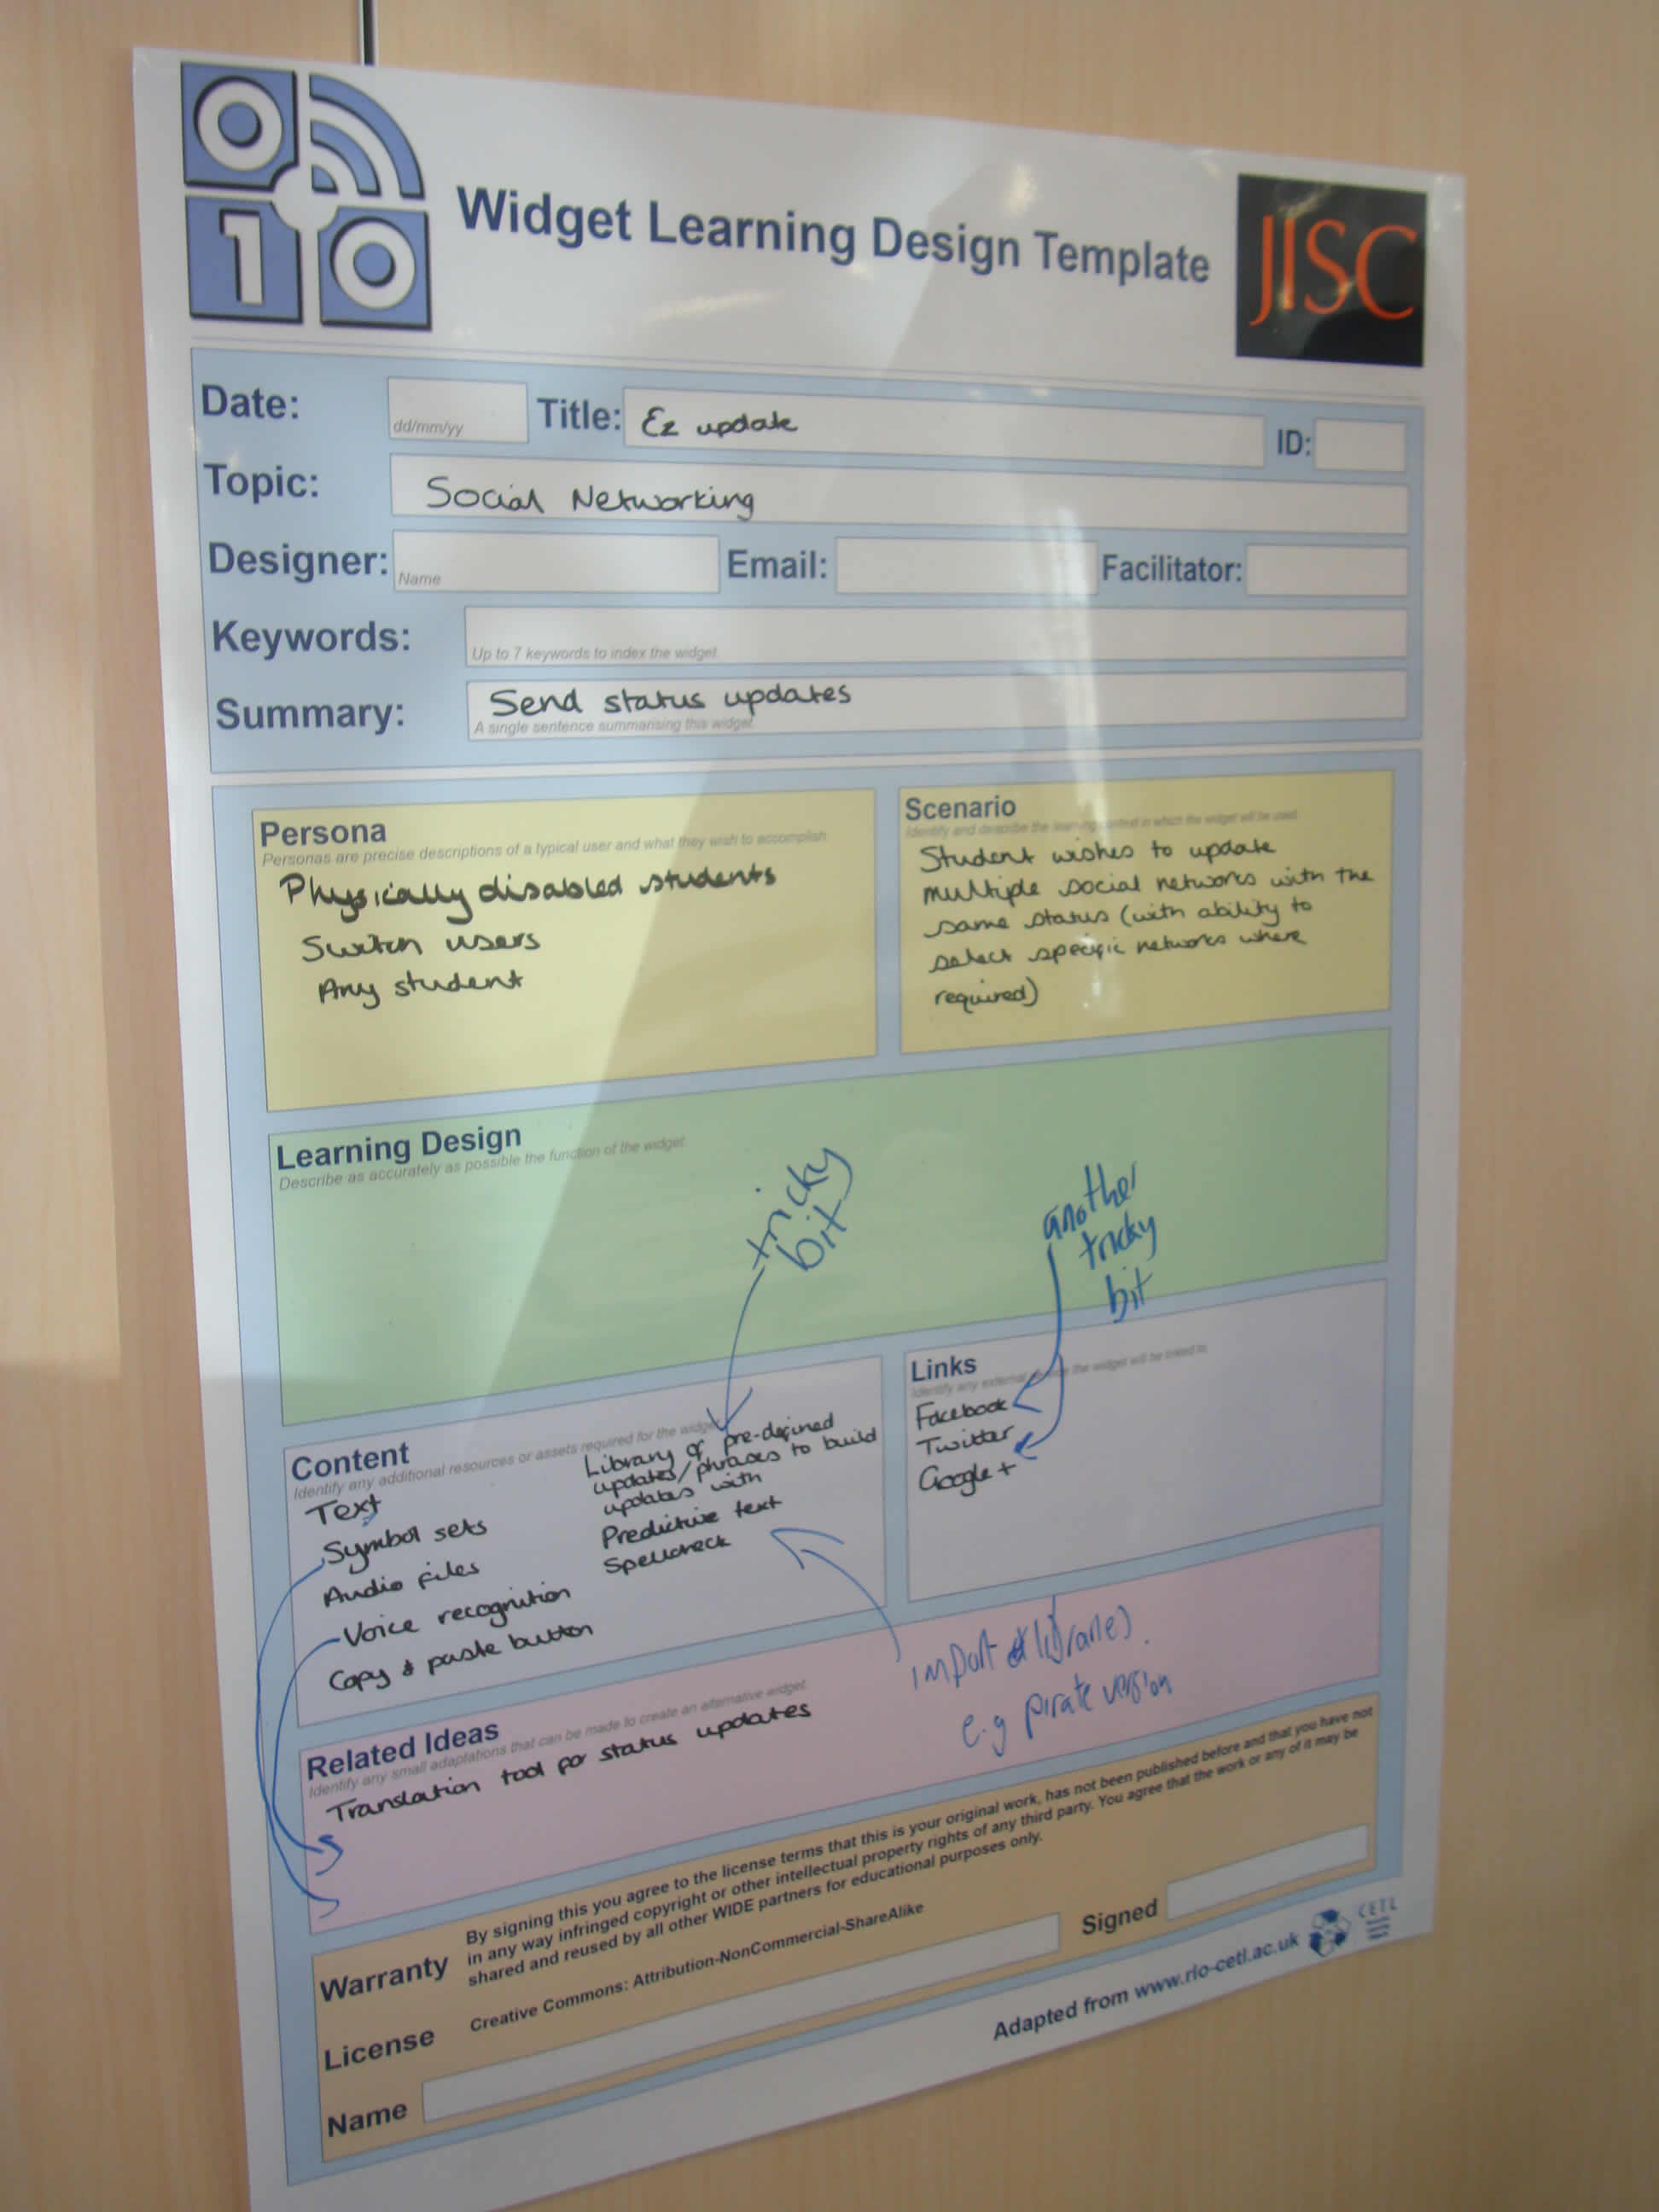 Widget Learning Design Template
JISC
Date:
dd/mm/yy
Title:
Ez update
ID:
Topic:
Social Networking
Designer:
Name
Email:
Facilitator:
Keywords:
Up to 7 keywords to index the widget.
Summary:
Send status updates
A single sentence summarising this widget.
Persona
Personas are precise descriptions of a typical user and what they wish to accomplish.
Physically disabled students
Switch users
Any student
Scenario
Identify and describe the learning context in which the widget will be used.
Student wishes to update
multiple social networks with the
same status (with ability to
select specific networks where
required)
Learning Design
Describe as accurately as possible the function of the widget.
tricky
bit
another
tricky
bit
Content
Identify any additional resources or assets required for the widget
Text
Symbol sets
Audio files
Voice recognition
Copy & paste button
Library of pre-defined
updates/phrases to build
updates with
Predictive text
Spellcheck
Links
Identify any external the widget will be linked to.
Facebook
Twitter
Google +
import libraries.
e.g pirate version
Related Ideas
Identify any small adaptations that can be made to create an alternative widget.
Translation tool for status updates
Warranty
By signing this you agree to the license terms that this is your original work, has not been published before and that you have not
in any way infringed copyright or other intellectual property rights of any third party. You agree that the work or any of it may be
shared and reused by all other WIDE partners for educational purposes only.
License
Creative Commons: Attribution-NonCommercial-ShareAlike
Name
Signed
Adapted from www.rlo-cetl.ac.uk
CETL